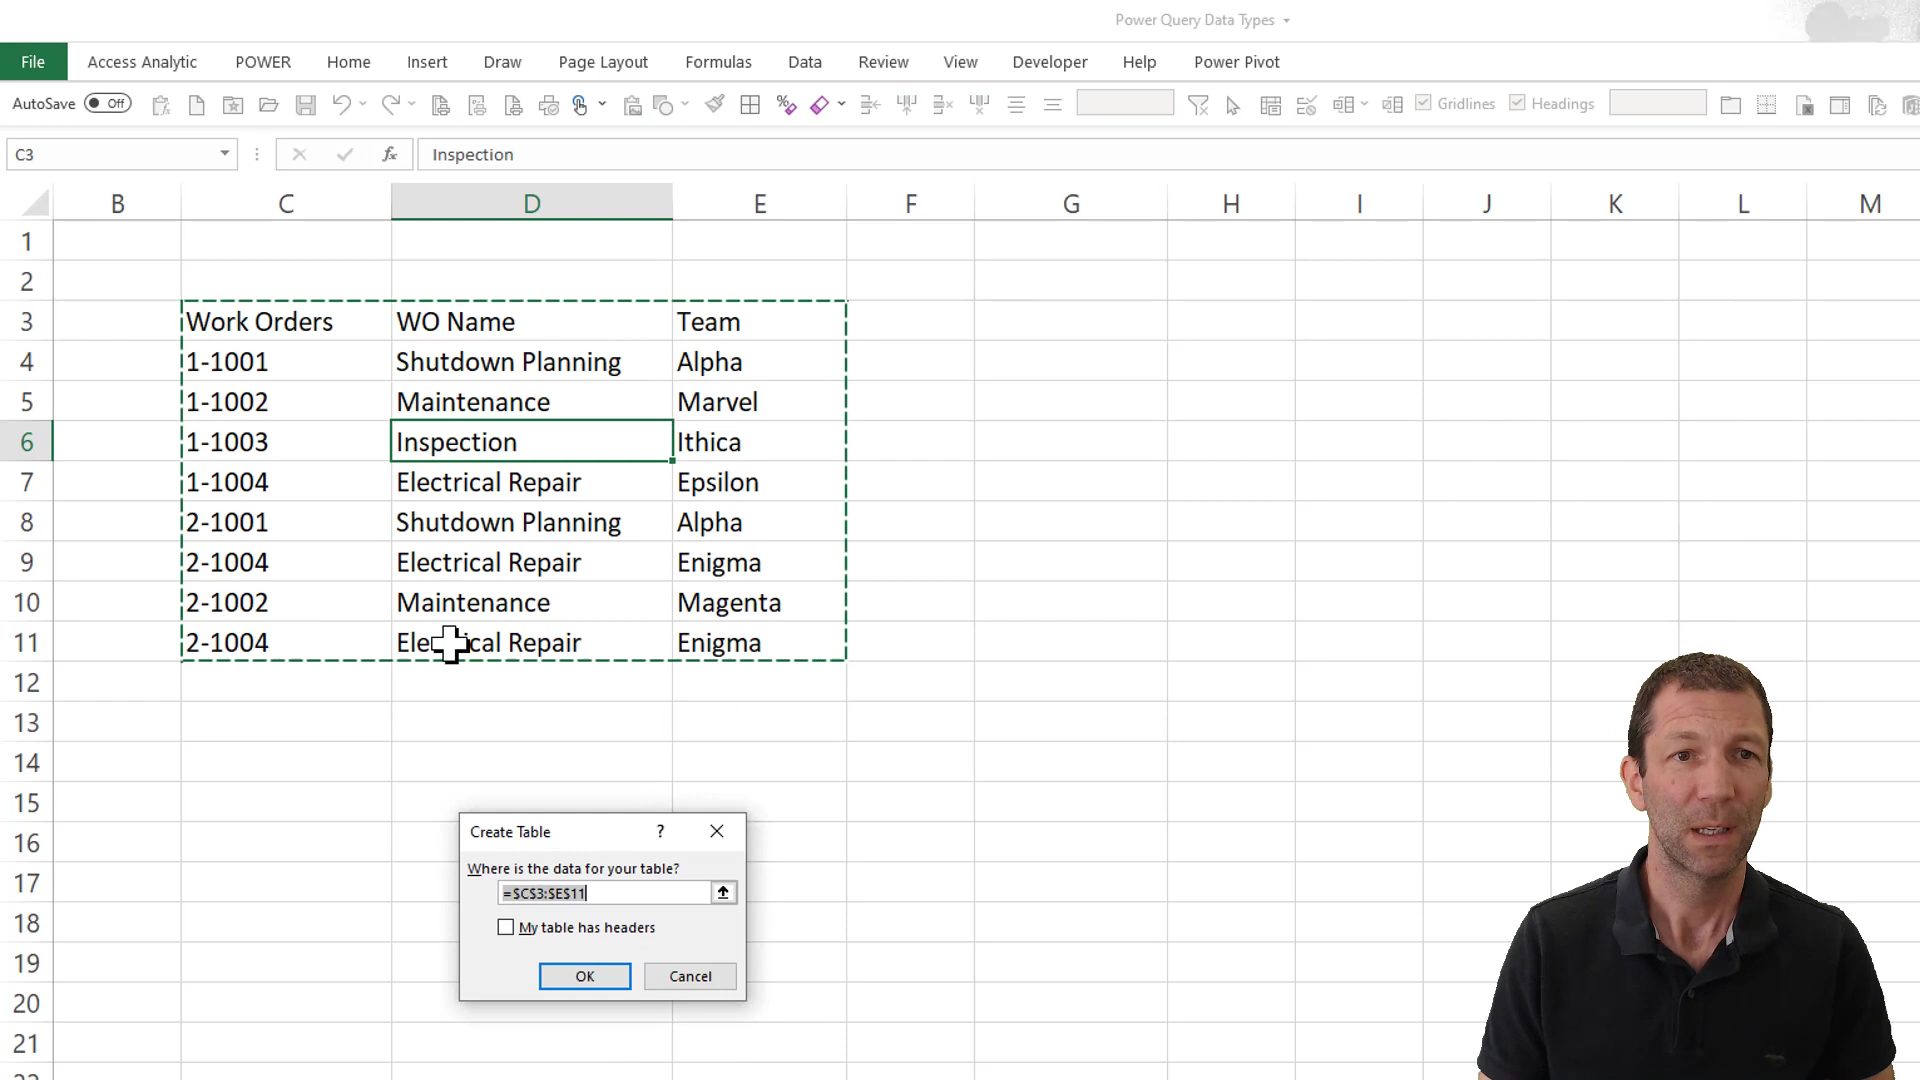 Power Query Data Types
File Access Analytic POWER Home Insert Draw Page Layout Formulas Data Review View Developer Help Power Pivot
AutoSave Off Gridlines Headings
C3 fx Inspection
B C D E F G H I J K L M
1
2
3 Work Orders WO Name Team
4 1-1001 Shutdown Planning Alpha
5 1-1002 Maintenance Marvel
6 1-1003 Inspection Ithica
7 1-1004 Electrical Repair Epsilon
8 2-1001 Shutdown Planning Alpha
9 2-1004 Electrical Repair Enigma
10 2-1002 Maintenance Magenta
11 2-1004 Electrical Repair Enigma
12
13
14
15
16
17
18
19
20
21
Create Table ? 
Where is the data for your table?
=$C$3:$E$11
My table has headers
OK Cancel